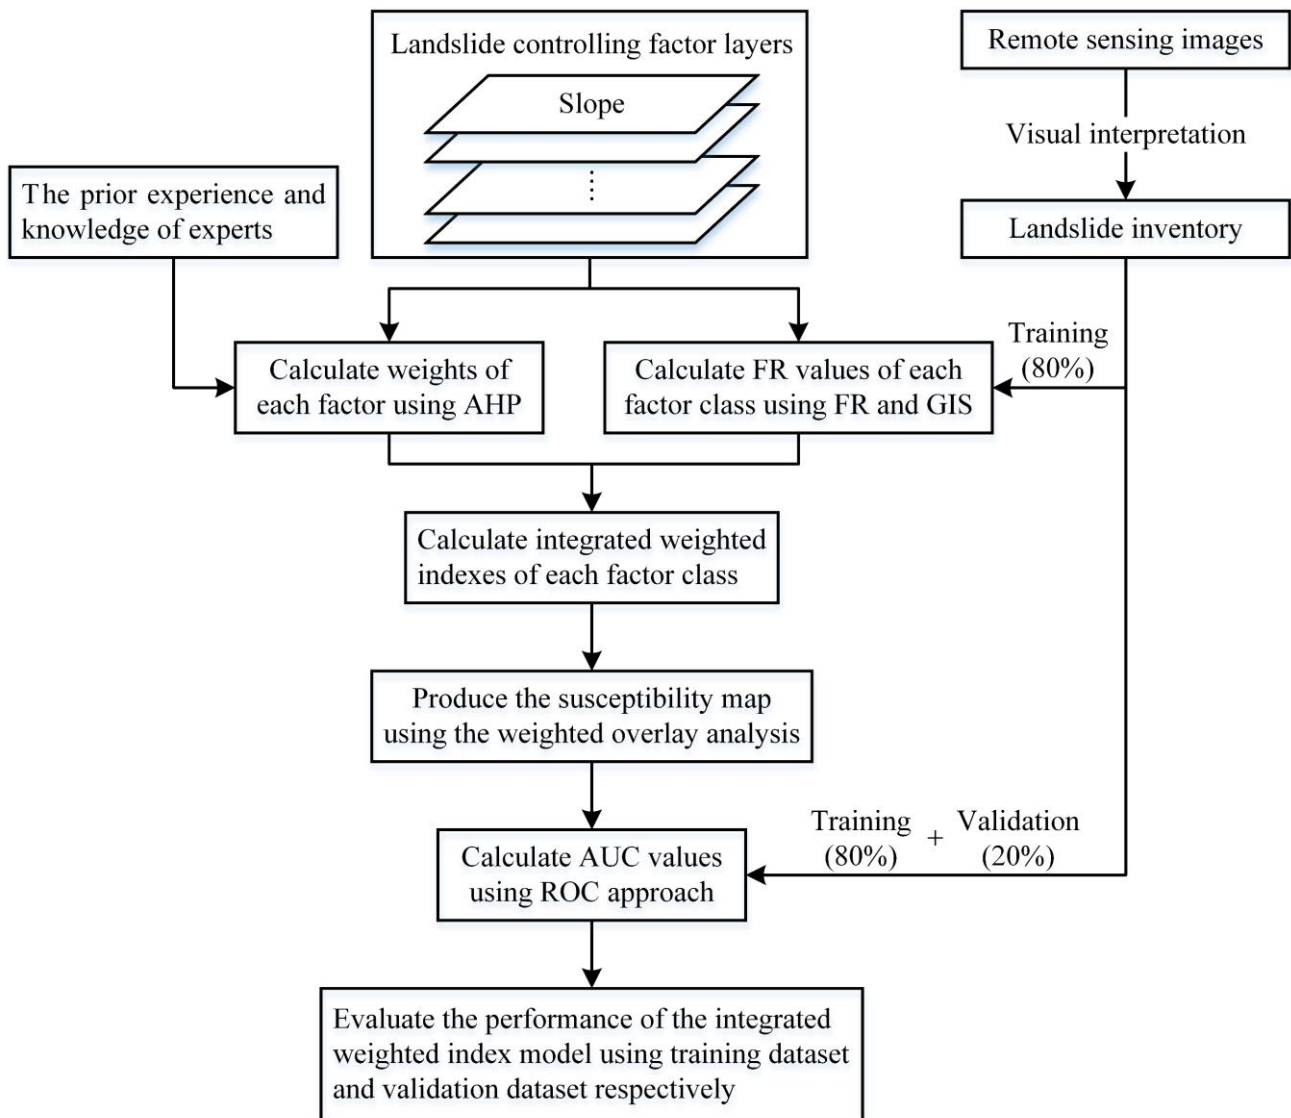 Landslide controlling factor layers
Slope
Remote sensing images
Visual interpretation
Landslide inventory
The prior experience and
knowledge of experts
Calculate weights of
each factor using AHP
Calculate FR values of each
factor class using FR and GIS
Training
(80%)
Calculate integrated weighted
indexes of each factor class
Produce the susceptibility map
using the weighted overlay analysis
Calculate AUC values
using ROC approach
Training + Validation
(80%) (20%)
Evaluate the performance of the integrated
weighted index model using training dataset
and validation dataset respectively